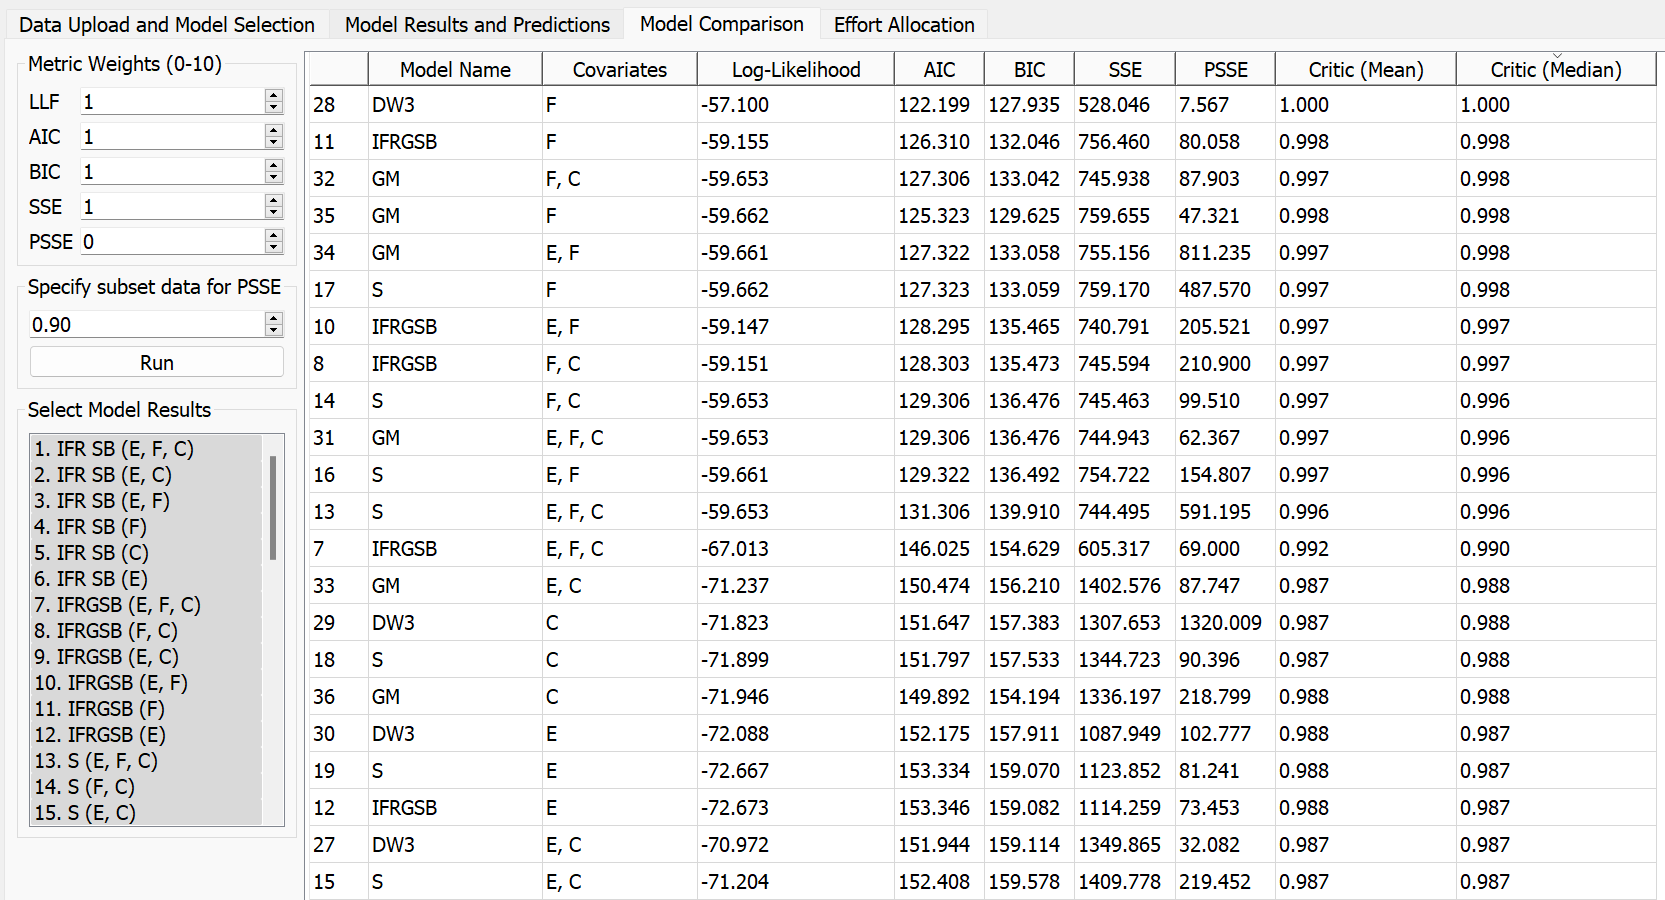 Data Upload and Model Selection Model Results and Predictions Model Comparison Effort Allocation
Metric Weights (0-10)
LLF 1
AIC 1
BIC 1
SSE 1
PSSE 0
Specify subset data for PSSE
0.90
Run
Select Model Results
1. IFR SB (E, F, C)
2. IFR SB (E, C)
3. IFR SB (E, F)
4. IFR SB (F)
5. IFR SB (C)
6. IFR SB (E)
7. IFRGSB (E, F, C)
8. IFRGSB (F, C)
9. IFRGSB (E, C)
10. IFRGSB (E, F)
11. IFRGSB (F)
12. IFRGSB (E)
13. S (E, F, C)
14. S (F, C)
15. S (E, C)
Model Name Covariates Log-Likelihood AIC BIC SSE PSSE Critic (Mean) Critic (Median)
28 DW3 F -57.100 122.199 127.935 528.046 7.567 1.000 1.000
11 IFRGSB F -59.155 126.310 132.046 756.460 80.058 0.998 0.998
32 GM F, C -59.653 127.306 133.042 745.938 87.903 0.997 0.998
35 GM F -59.662 125.323 129.625 759.655 47.321 0.998 0.998
34 GM E, F -59.661 127.322 133.058 755.156 811.235 0.997 0.998
17 S F -59.662 127.323 133.059 759.170 487.570 0.997 0.998
10 IFRGSB E, F -59.147 128.295 135.465 740.791 205.521 0.997 0.997
8 IFRGSB F, C -59.151 128.303 135.473 745.594 210.900 0.997 0.997
14 S F, C -59.653 129.306 136.476 745.463 99.510 0.997 0.996
31 GM E, F, C -59.653 129.306 136.476 744.943 62.367 0.997 0.996
16 S E, F -59.661 129.322 136.492 754.722 154.807 0.997 0.996
13 S E, F, C -59.653 131.306 139.910 744.495 591.195 0.996 0.996
7 IFRGSB E, F, C -67.013 146.025 154.629 605.317 69.000 0.992 0.990
33 GM E, C -71.237 150.474 156.210 1402.576 87.747 0.987 0.988
29 DW3 C -71.823 151.647 157.383 1307.653 1320.009 0.987 0.988
18 S C -71.899 151.797 157.533 1344.723 90.396 0.987 0.988
36 GM C -71.946 149.892 154.194 1336.197 218.799 0.988 0.988
30 DW3 E -72.088 152.175 157.911 1087.949 102.777 0.988 0.987
19 S E -72.667 153.334 159.070 1123.852 81.241 0.988 0.987
12 IFRGSB E -72.673 153.346 159.082 1114.259 73.453 0.988 0.987
27 DW3 E, C -70.972 151.944 159.114 1349.865 32.082 0.987 0.987
15 S E, C -71.204 152.408 159.578 1409.778 219.452 0.987 0.987